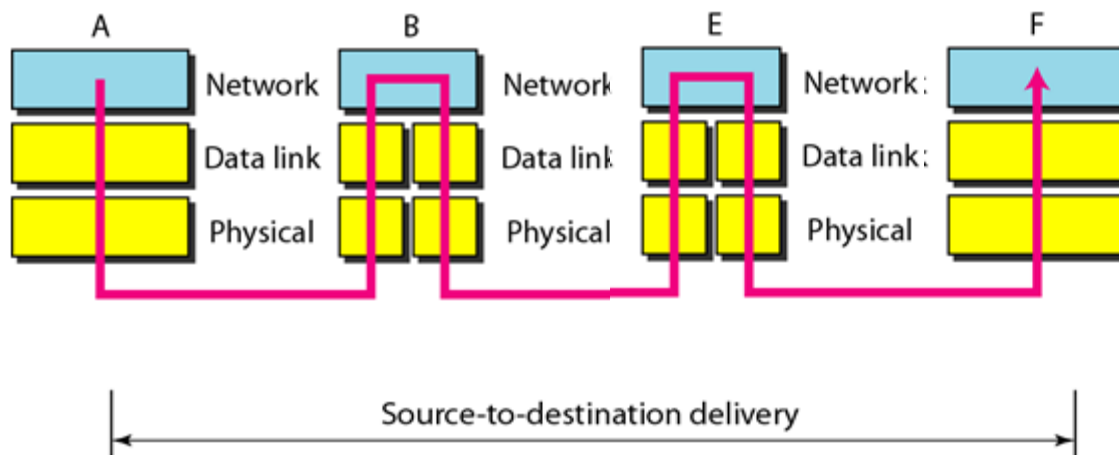 A B E F
Network Network Network :
Data link Data link Data link :
Physical Physical Physical
Source-to-destination delivery